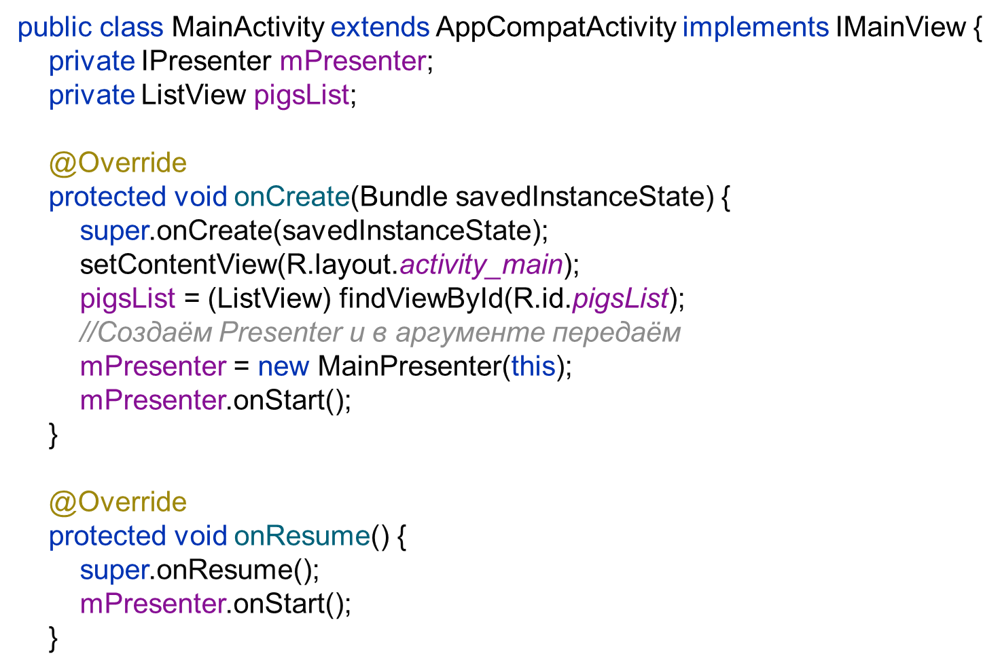 public class MainActivity extends AppCompatActivity implements IMainView {
private IPresenter mPresenter;
private ListView pigsList;
@Override
protected void onCreate(Bundle savedInstanceState) {
super.onCreate(savedInstanceState);
setContentView(R.layout.activity_main);
pigsList = (ListView) findViewById(R.id.pigsList);
//Создаём Presenter и в аргументе передаём
mPresenter = new MainPresenter(this);
mPresenter.onStart();
}
@Override
protected void onResume() {
super.onResume();
mPresenter.onStart();
}